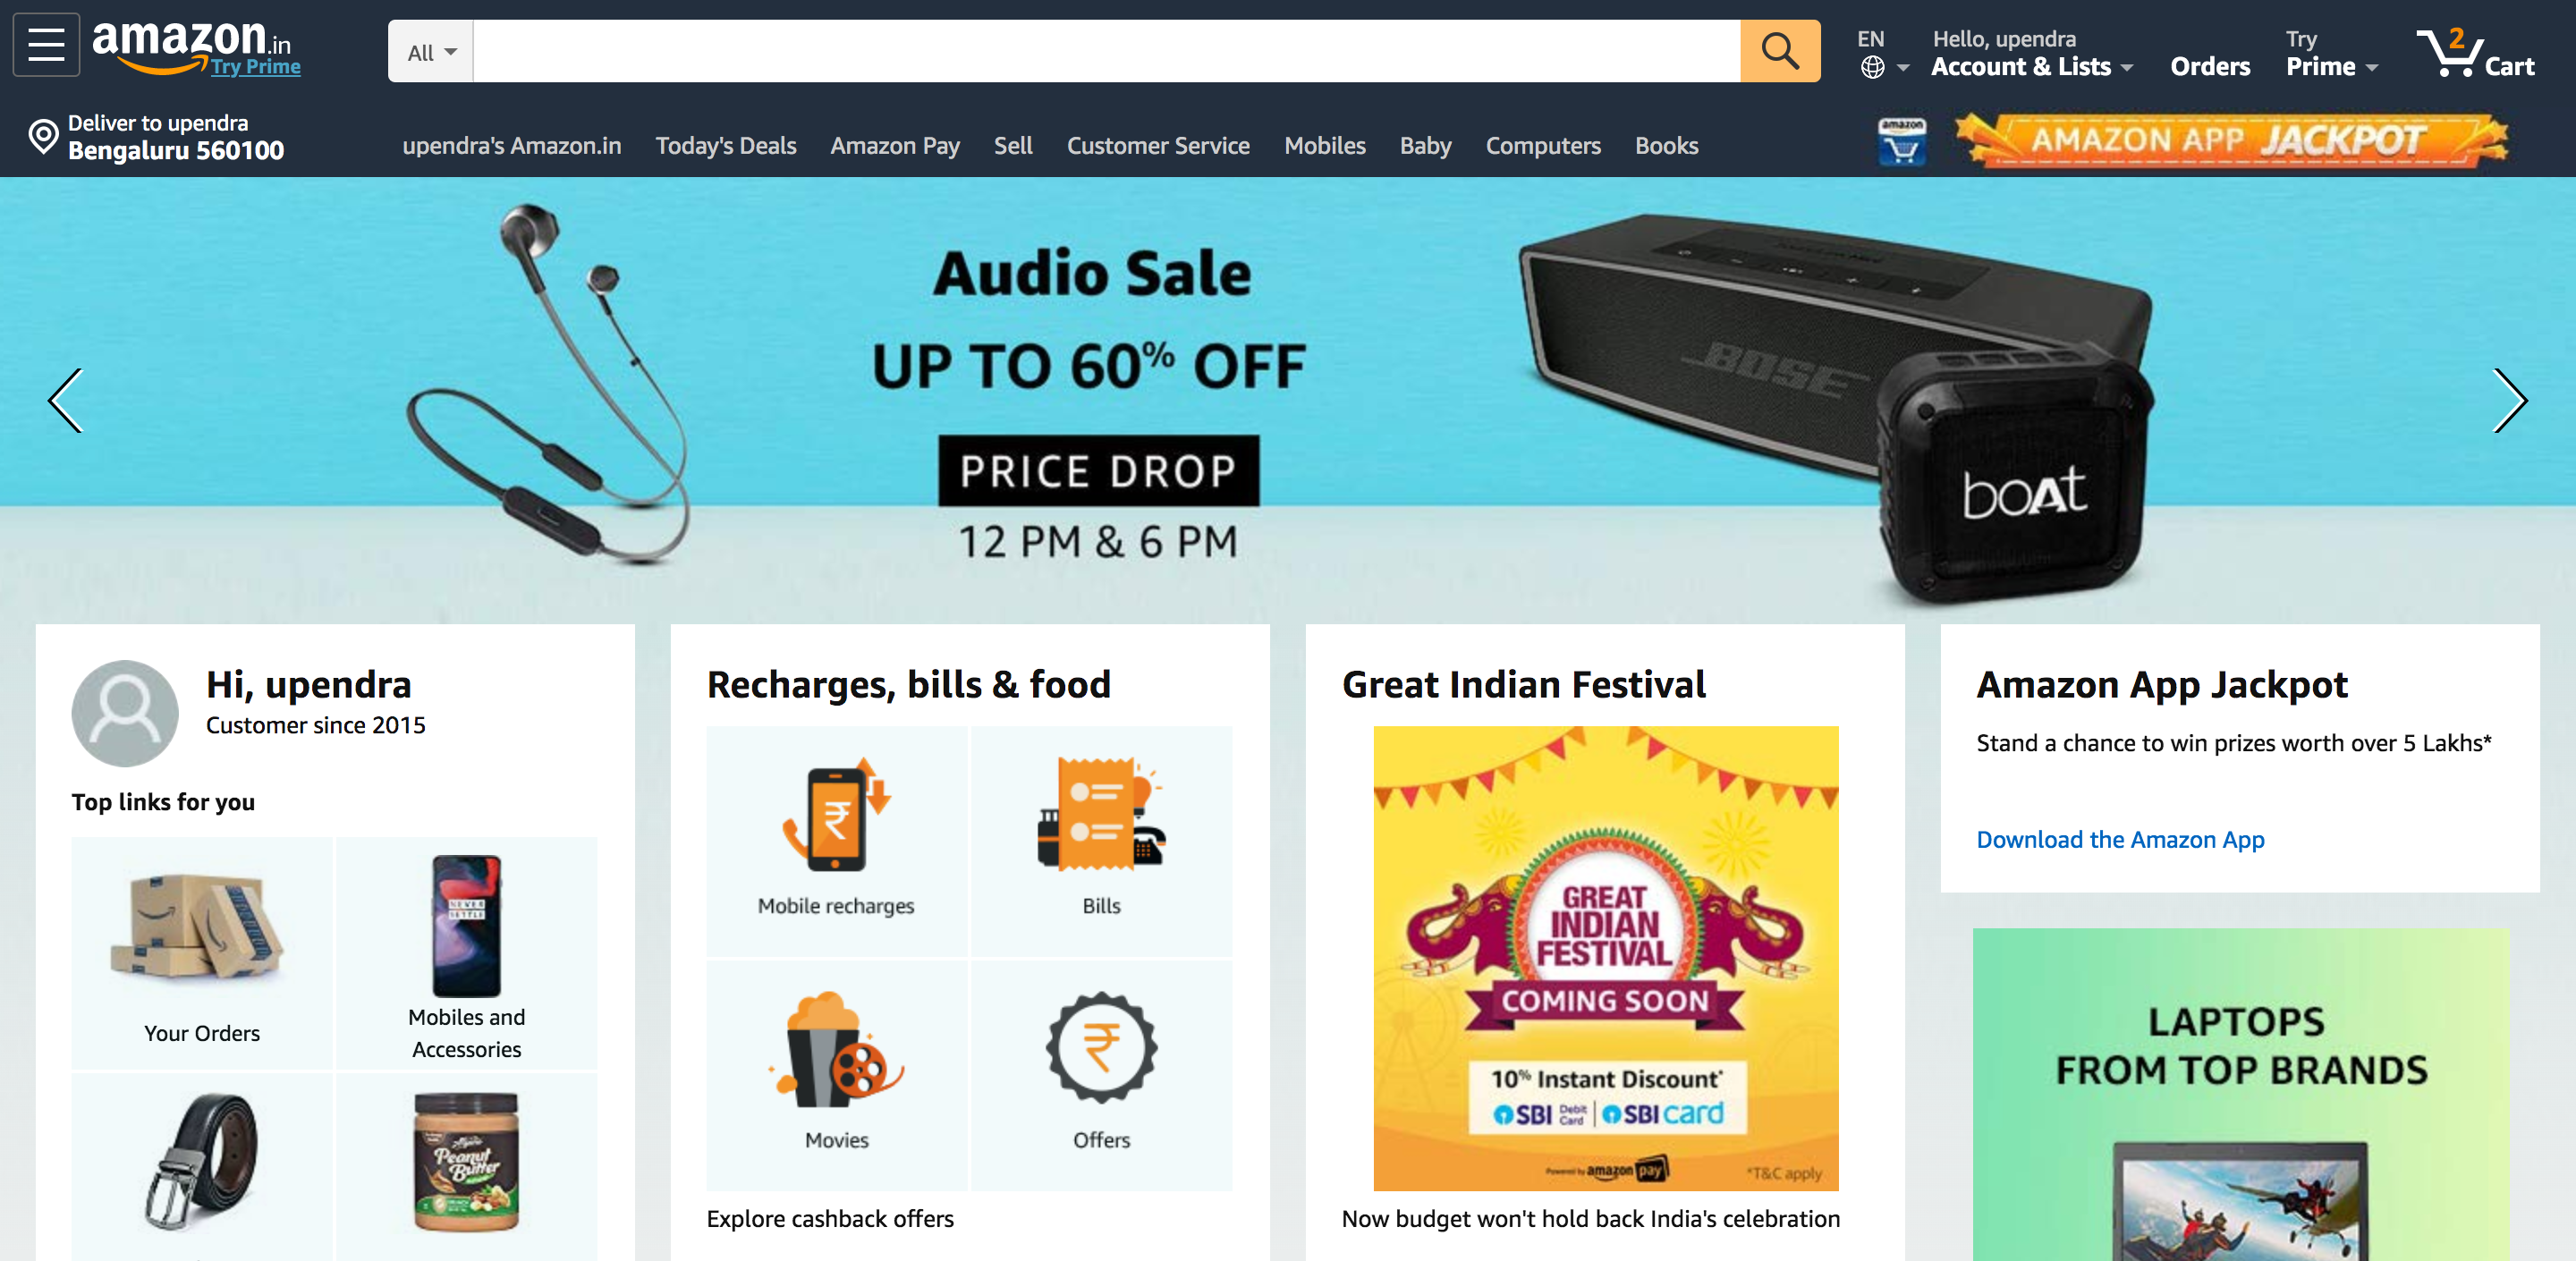 amazon.in
Try Prime
All
EN
Hello, upendra
Account & Lists
Orders
Try
Prime
2
Cart
Deliver to upendra
Bengaluru 560100
upendra's Amazon.in
Today's Deals
Amazon Pay
Sell
Customer Service
Mobiles
Baby
Computers
Books
amazon
AMAZON APP JACKPOT
Audio Sale
UP TO 60% OFF
PRICE DROP
12 PM & 6 PM
BOSE
boAt
Hi, upendra
Customer since 2015
Top links for you
Your Orders
NEVER
SETTLE
Mobiles and
Accessories
Peanut
Butter
Recharges, bills & food
Mobile recharges
Bills
Movies
Offers
Explore cashback offers
Great Indian Festival
GREAT
INDIAN
FESTIVAL
COMING SOON
10% Instant Discount*
SBI Debit Card | SBI card
Powered by amazon pay
*T&C apply
Now budget won't hold back India's celebration
Amazon App Jackpot
Stand a chance to win prizes worth over 5 Lakhs*
Download the Amazon App
LAPTOPS
FROM TOP BRANDS